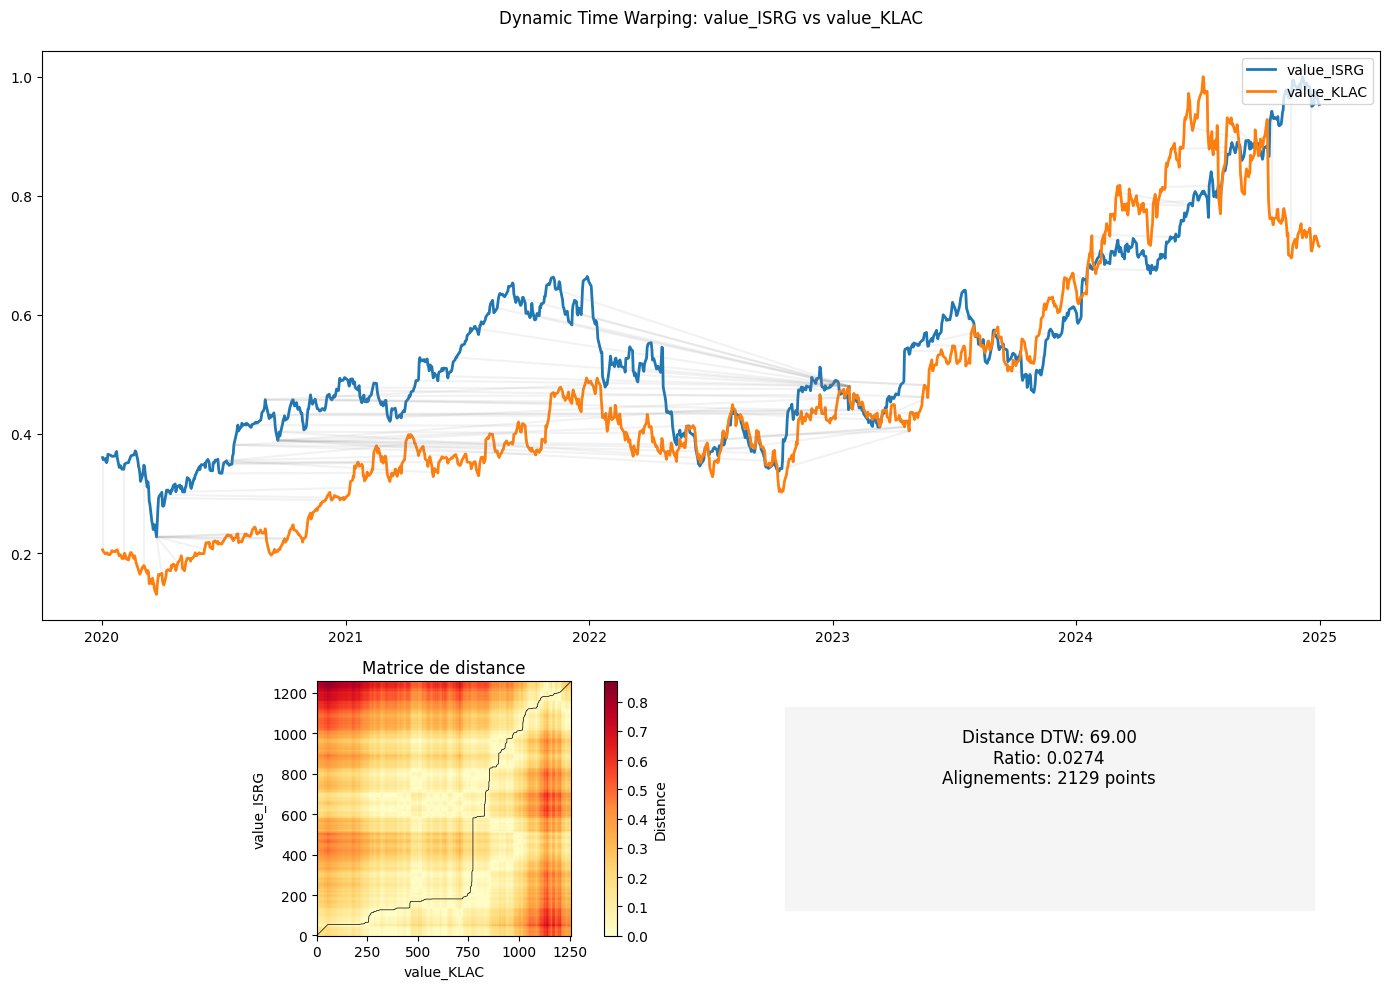 Dynamic Time Warping: value_ISRG vs value_KLAC
value_ISRG
value_KLAC
1.0
0.8
0.6
0.4
0.2
2020 2021 2022 2023 2024 2025
Matrice de distance
value_ISRG
1200
1000
800
600
400
200
0
0 250 500 750 1000 1250
value_KLAC
0.8
0.7
0.6
0.5
0.4
0.3
0.2
0.1
0.0
Distance
Distance DTW: 69.00
Ratio: 0.0274
Alignements: 2129 points